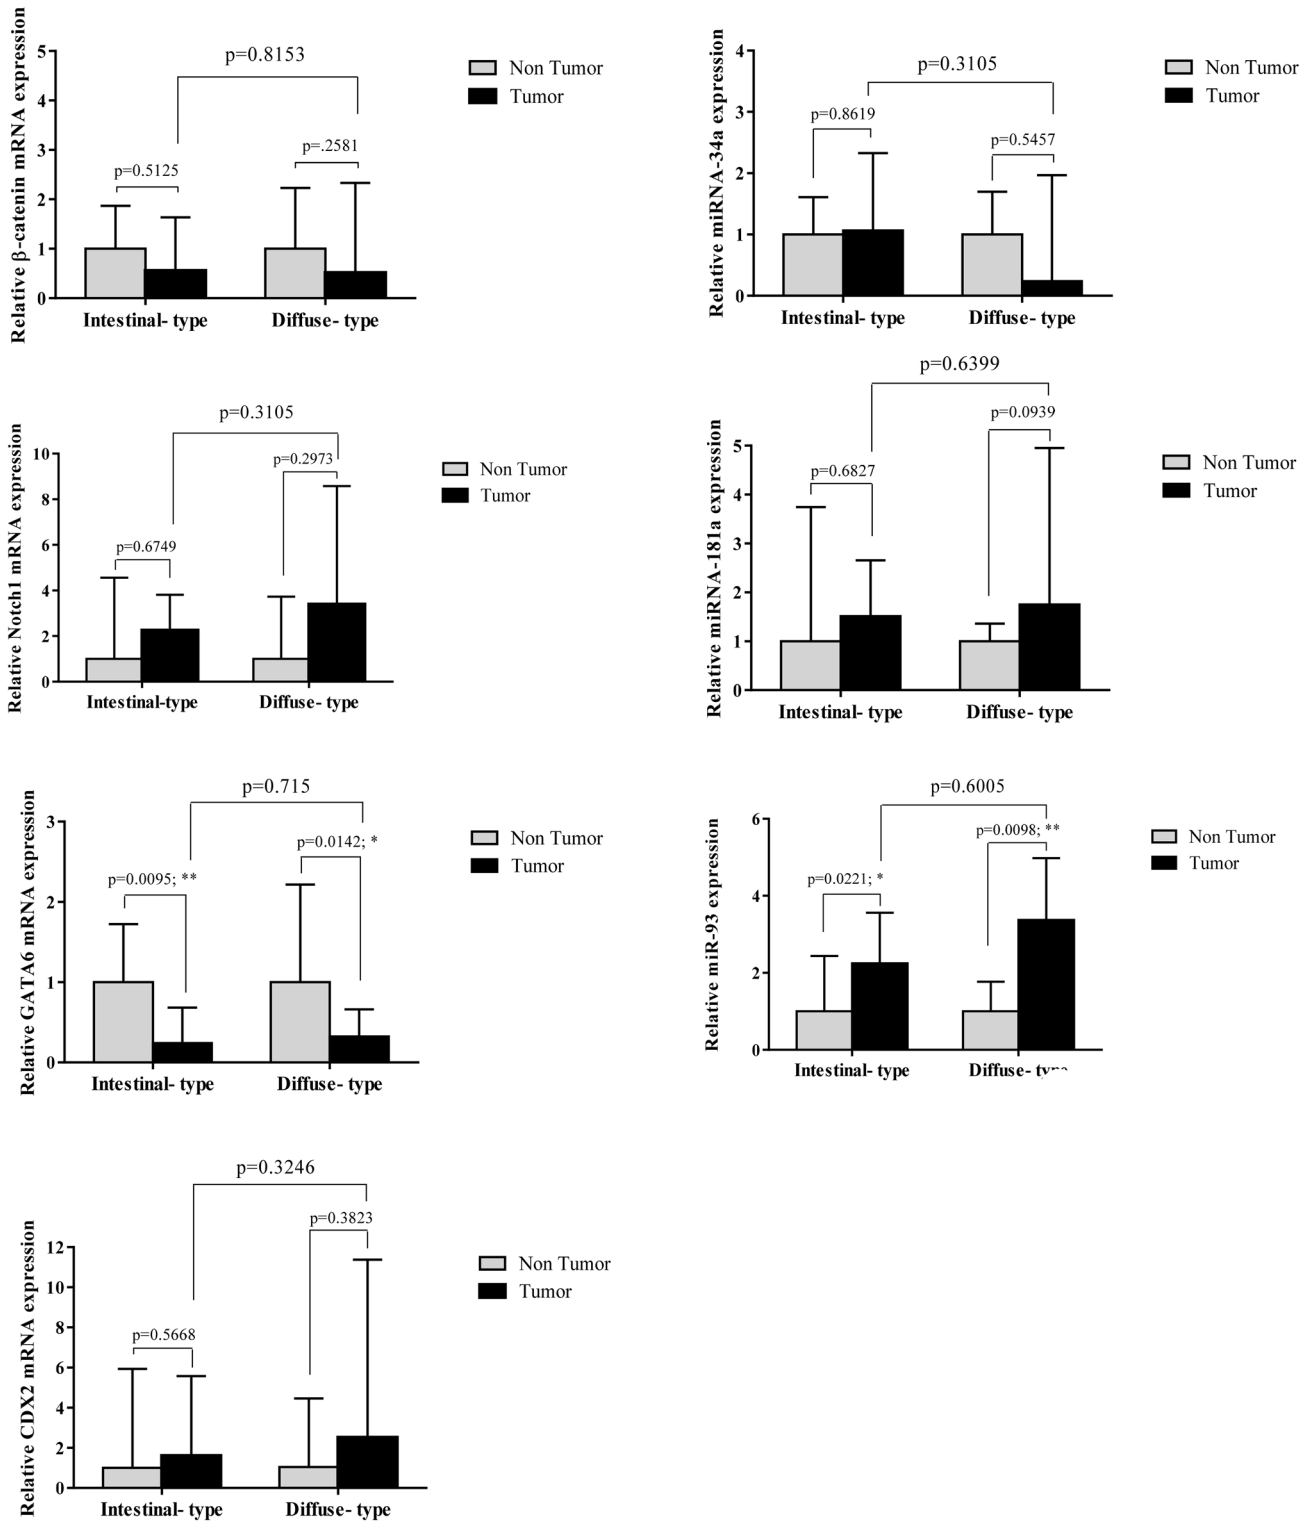 Relative β-catenin mRNA expression
p=0.8153
p=0.5125
p=.2581
5
4
3
2
1
0
Intestinal- type
Diffuse- type
Non Tumor
Tumor
Relative miRNA-34a expression
p=0.3105
p=0.8619
p=0.5457
4
3
2
1
0
Intestinal- type
Diffuse- type
Non Tumor
Tumor
Relative Notch1 mRNA expression
p=0.3105
p=0.2973
p=0.6749
10
8
6
4
2
0
Intestinal-type
Diffuse- type
Non Tumor
Tumor
Relative miRNA-181a expression
p=0.6399
p=0.0939
p=0.6827
5
4
3
2
1
0
Intestinal- type
Diffuse- type
Non Tumor
Tumor
Relative GATA6 mRNA expression
p=0.715
p=0.0142; *
p=0.0095; **
3
2
1
0
Intestinal- type
Diffuse- type
Non Tumor
Tumor
Relative miR-93 expression
p=0.6005
p=0.0098; **
p=0.0221; *
6
4
2
0
Intestinal- type
Diffuse- type
Non Tumor
Tumor
Relative CDX2 mRNA expression
p=0.3246
p=0.3823
p=0.5668
12
10
8
6
4
2
0
Intestinal- type
Diffuse- type
Non Tumor
Tumor